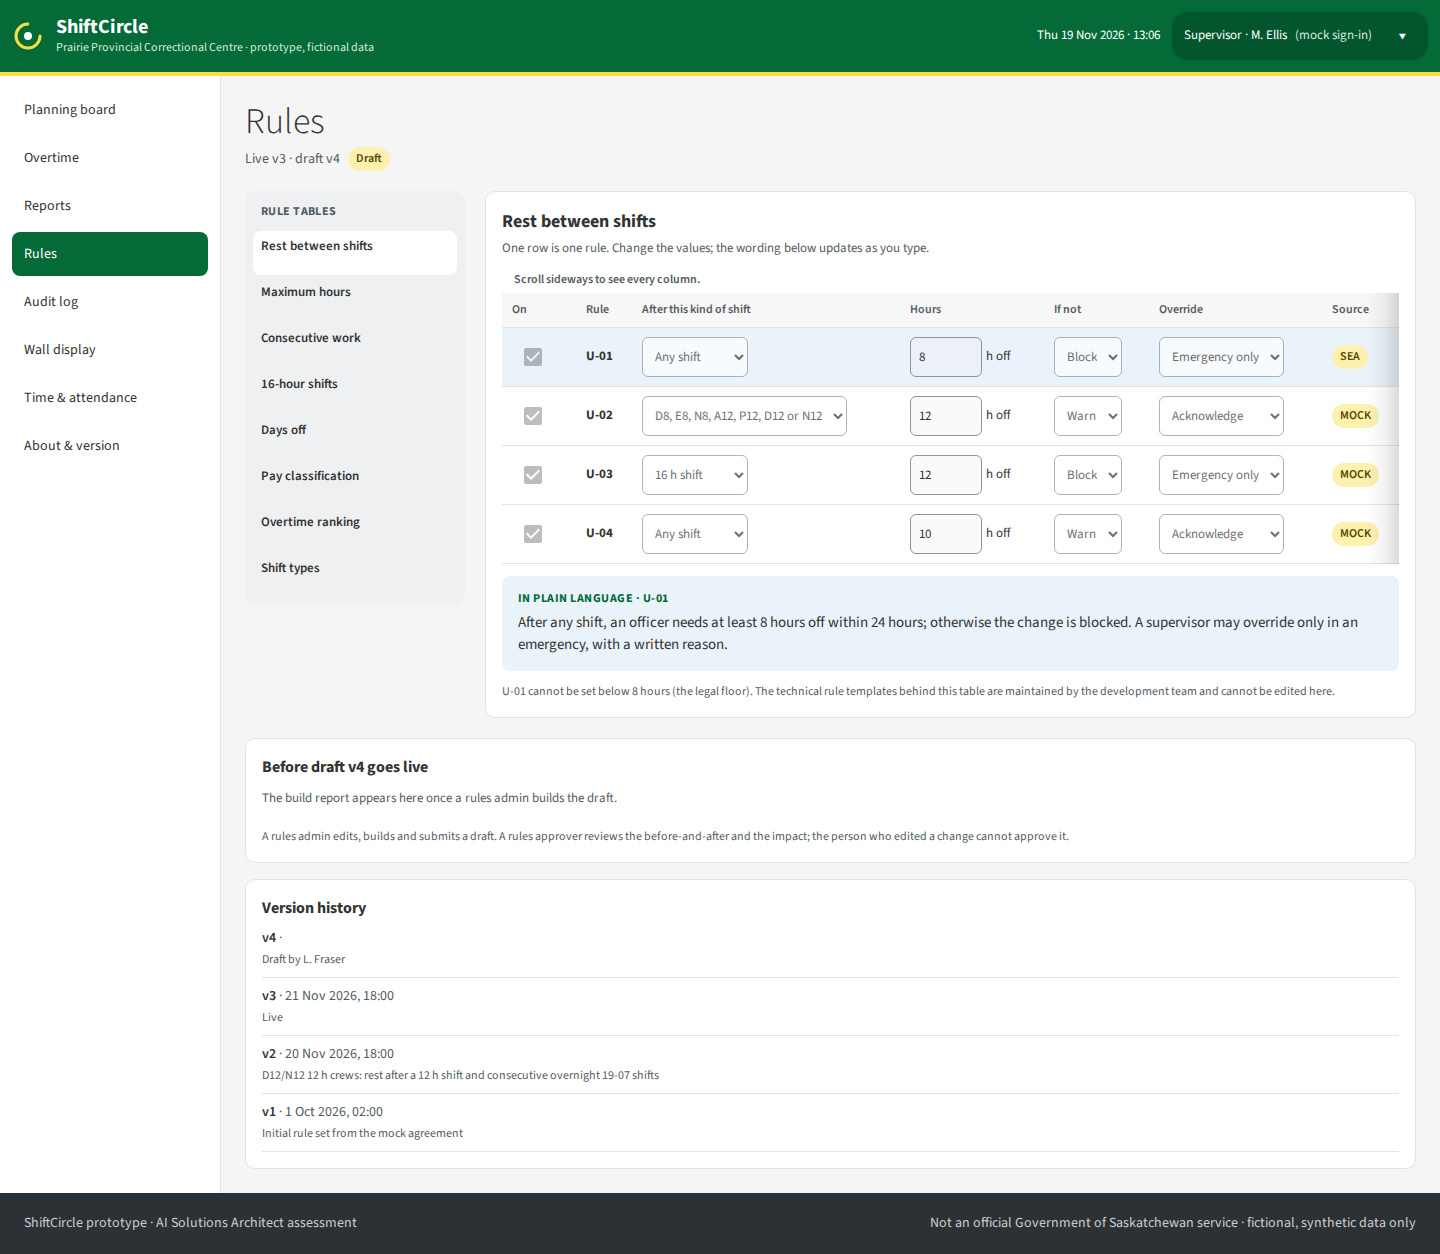 ShiftCircle
Prairie Provincial Correctional Centre · prototype, fictional data
Thu 19 Nov 2026 · 13:06
Supervisor · M. Ellis (mock sign-in)
Planning board
Overtime
Reports
Rules
Audit log
Wall display
Time & attendance
About & version
Rules
Live v3 · draft v4 Draft
RULE TABLES
Rest between shifts
Maximum hours
Consecutive work
16-hour shifts
Days off
Pay classification
Overtime ranking
Shift types
Rest between shifts
One row is one rule. Change the values; the wording below updates as you type.
Scroll sideways to see every column.
On Rule After this kind of shift Hours If not Override Source
U-01 Any shift 8 h off Block Emergency only SEA
U-02 D8, E8, N8, A12, P12, D12 or N12 12 h off Warn Acknowledge MOCK
U-03 16 h shift 12 h off Block Emergency only MOCK
U-04 Any shift 10 h off Warn Acknowledge MOCK
IN PLAIN LANGUAGE · U-01
After any shift, an officer needs at least 8 hours off within 24 hours; otherwise the change is blocked. A supervisor may override only in an
emergency, with a written reason.
U-01 cannot be set below 8 hours (the legal floor). The technical rule templates behind this table are maintained by the development team and cannot be edited here.
Before draft v4 goes live
The build report appears here once a rules admin builds the draft.
A rules admin edits, builds and submits a draft. A rules approver reviews the before-and-after and the impact; the person who edited a change cannot approve it.
Version history
v4 ·
Draft by L. Fraser
v3 · 21 Nov 2026, 18:00
Live
v2 · 20 Nov 2026, 18:00
D12/N12 12 h crews: rest after a 12 h shift and consecutive overnight 19-07 shifts
v1 · 1 Oct 2026, 02:00
Initial rule set from the mock agreement
ShiftCircle prototype · AI Solutions Architect assessment
Not an official Government of Saskatchewan service · fictional, synthetic data only